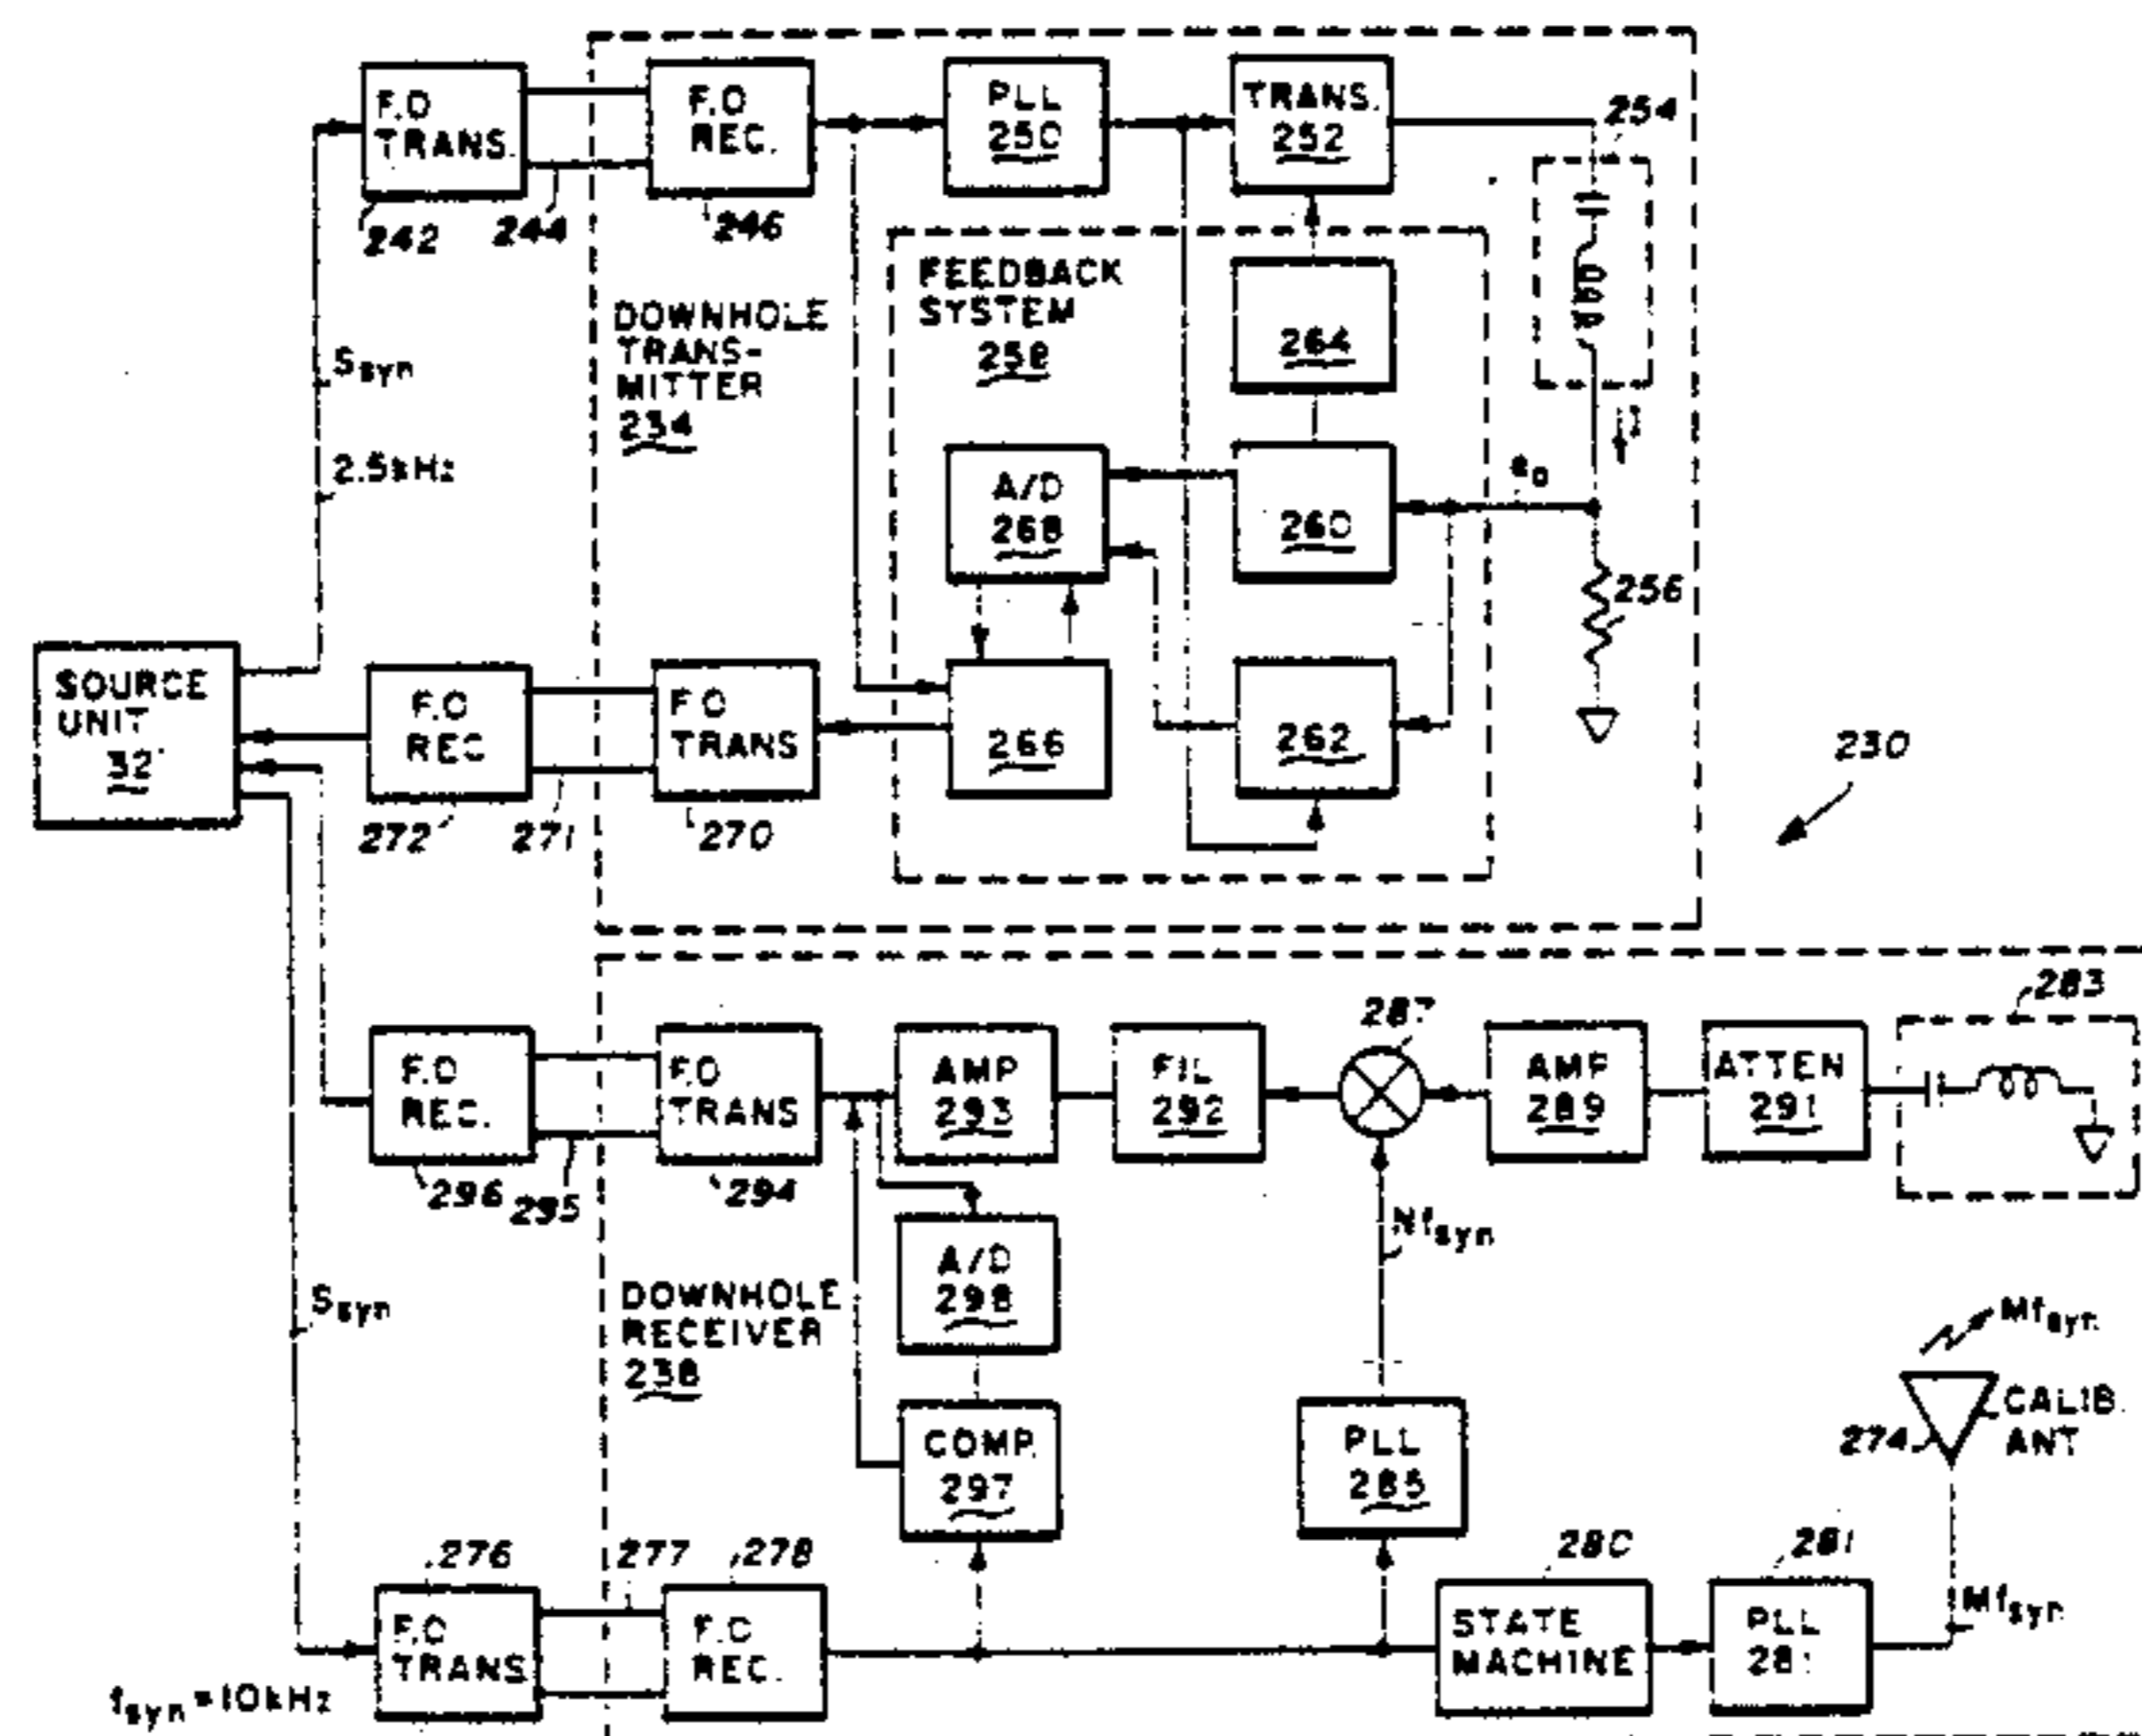 F.O
TRANS.
242
244
F.O
REC.
246
PLL
250
TRANS.
252
254
FEEDBACK
SYSTEM
258
264
DOWNHOLE
TRANS-
MITTER
234
Ssyn
2.5kHz
A/D
268
260
eo
256
SOURCE
UNIT
32'
F.O
REC
272
271
F O
TRANS
270
266
262
230
F.O
REC.
296
295
F.O
TRANS
294
AMP
293
FIL
292
287
AMP
289
ATTEN
291
283
A/D
298
Nfsyn
Ssyn
DOWNHOLE
RECEIVER
238
COMP.
297
PLL
285
Mfsyn
CALIB.
ANT
274
276
F.O
TRANS
277
278
F.O
REC.
280
STATE
MACHINE
281
PLL
281
Mfsyn
fsyn=10kHz